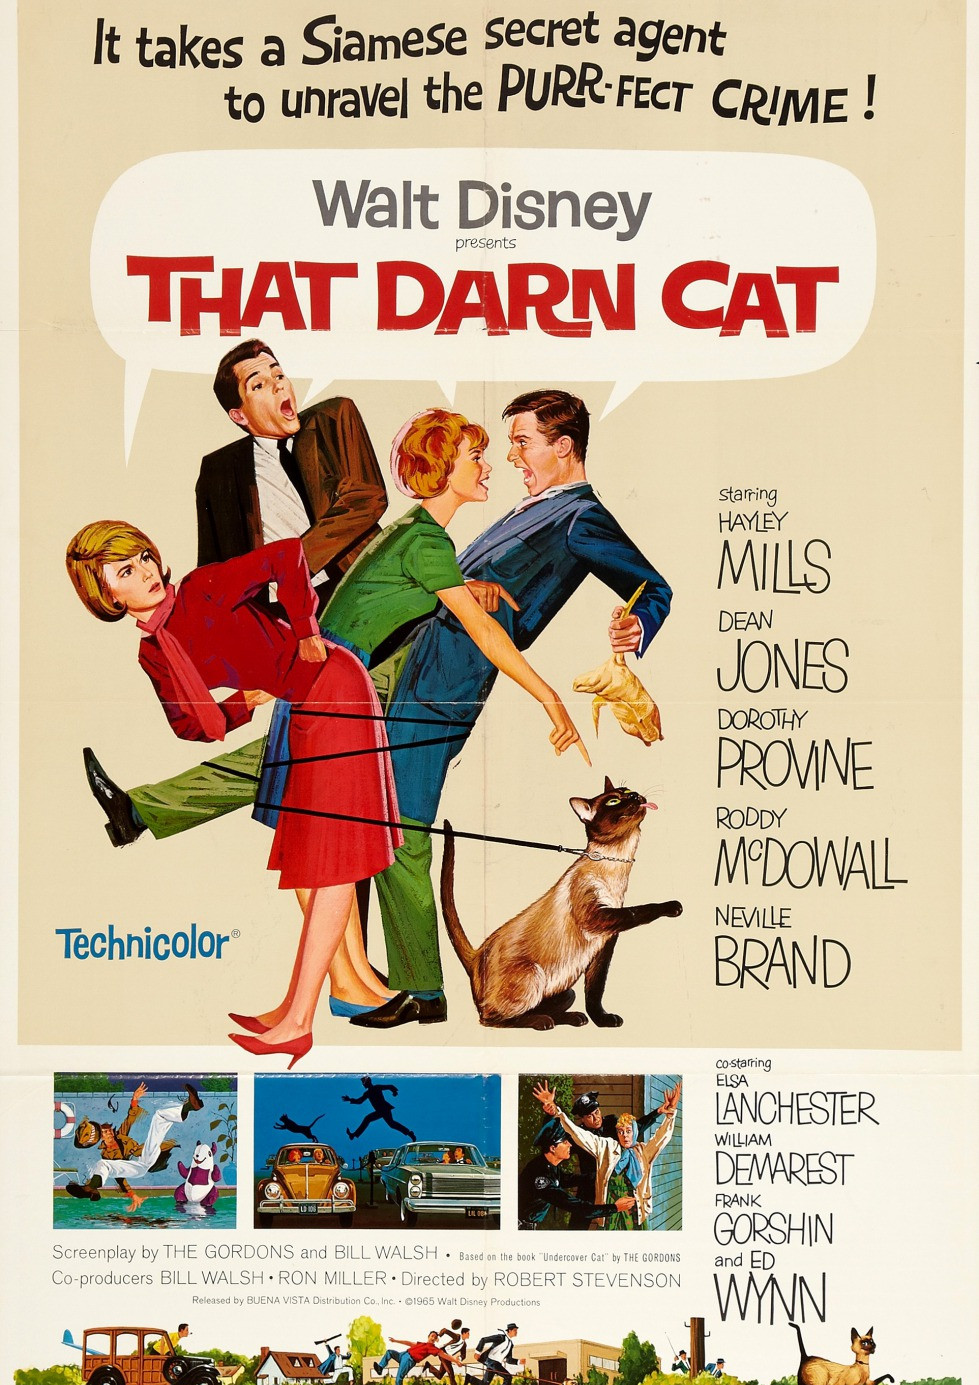 It takes a Siamese secret agent
to unravel the PURR-FECT CRIME!
Walt Disney
presents
THAT DARN CAT
starring
HAYLEY
MILLS
DEAN
JONES
DOROTHY
PROVINE
RODDY
McDOWALL
NEVILLE
BRAND
Technicolor®
co-starring
ELSA
LANCHESTER
WILLIAM
DEMAREST
FRANK
GORSHIN
and ED
WYNN
Screenplay by THE GORDONS and BILL WALSH • Based on the book "Undercover Cat" by THE GORDONS
Co-producers BILL WALSH • RON MILLER • Directed by ROBERT STEVENSON
Released by BUENA VISTA Distribution Co., Inc. • ©1965 Walt Disney Productions